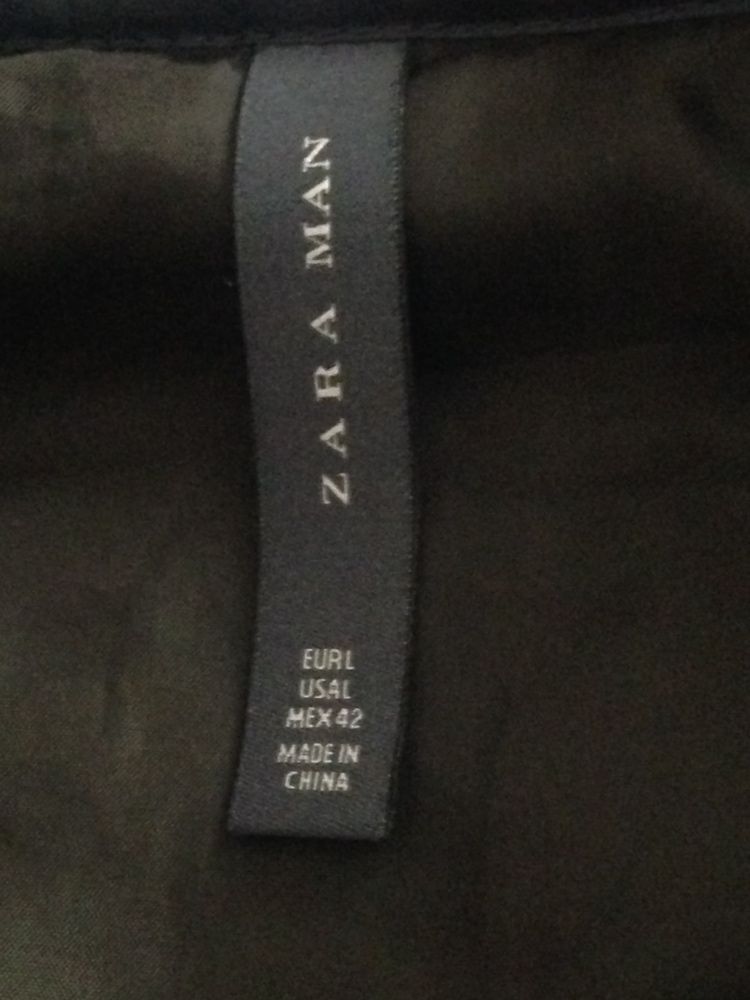 ZARA MAN
EUR L
USA L
MEX 42
MADE IN
CHINA